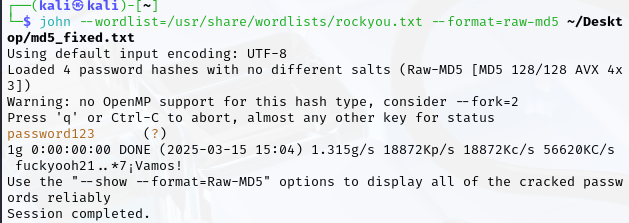 ┌──(kali㉿kali)-[~]
└─$ john --wordlist=/usr/share/wordlists/rockyou.txt --format=raw-md5 ~/Deskt
op/md5_fixed.txt
Using default input encoding: UTF-8
Loaded 4 password hashes with no different salts (Raw-MD5 [MD5 128/128 AVX 4x
3])
Warning: no OpenMP support for this hash type, consider --fork=2
Press 'q' or Ctrl-C to abort, almost any other key for status
password123      (?)
1g 0:00:00:00 DONE (2025-03-15 15:04) 1.315g/s 18872Kp/s 18872Kc/s 56620KC/s
 fuckyooh21..*7¡Vamos!
Use the "--show --format=Raw-MD5" options to display all of the cracked passw
ords reliably
Session completed.